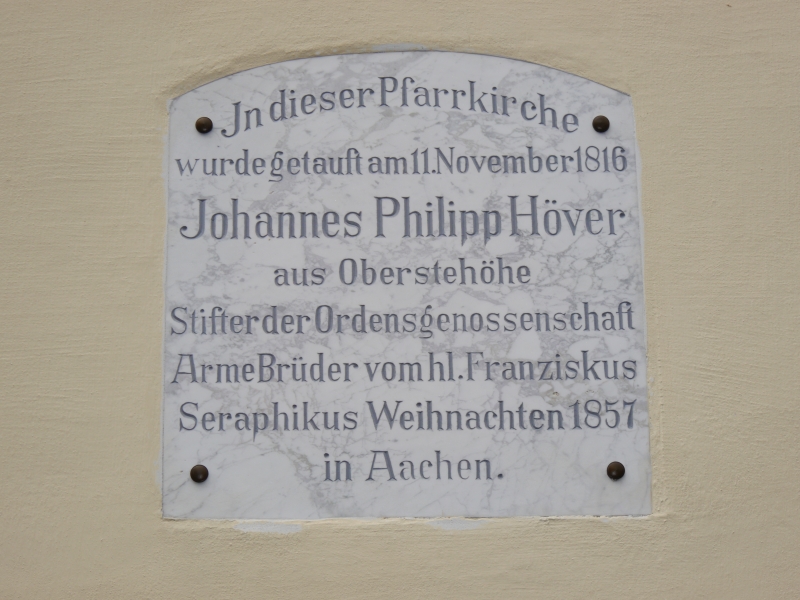 Jn dieser Pfarrkirche
wurde getauft am 11. November 1816
Johannes Philipp Höver
aus Oberstehöhe
Stifter der Ordensgenossenschaft
Arme Brüder vom hl. Franziskus
Seraphikus Weihnachten 1857
in Aachen.